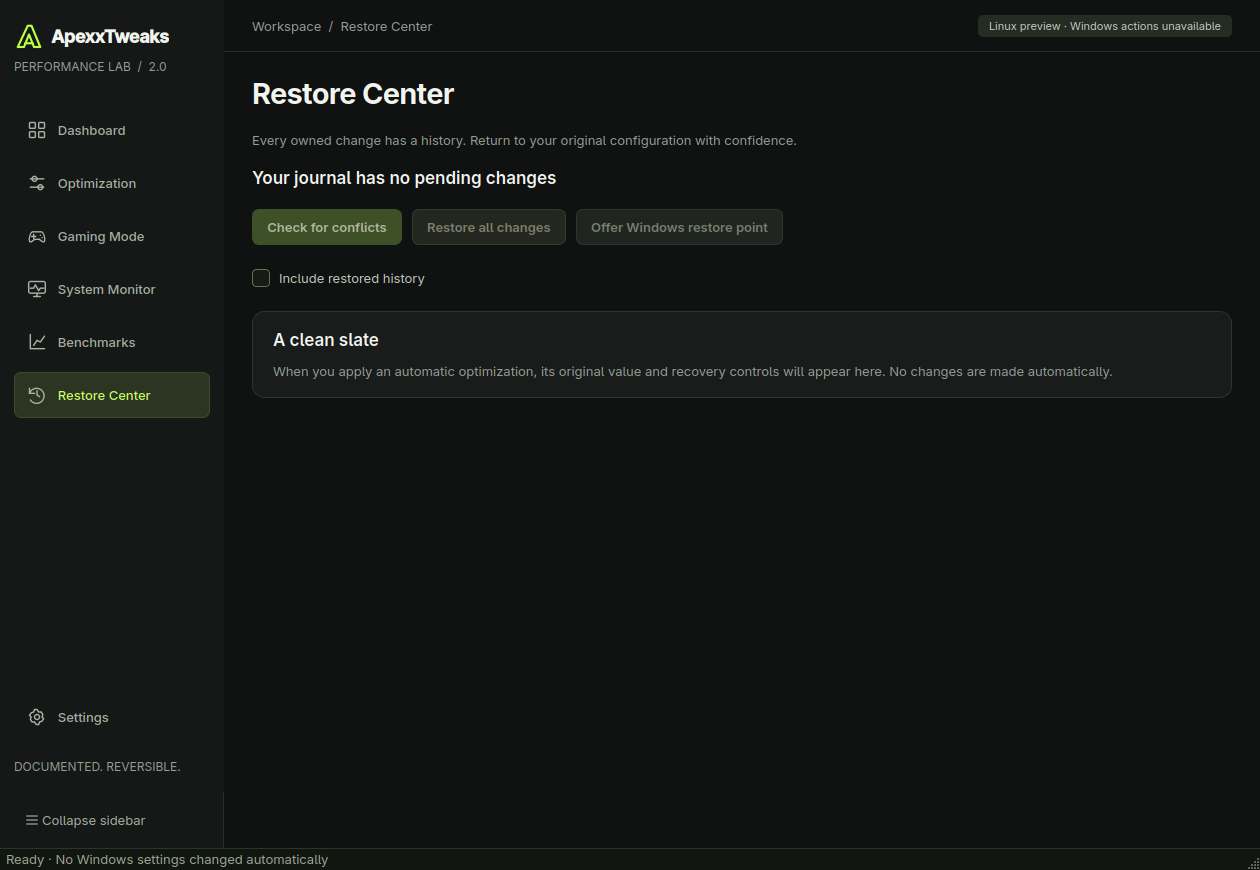 ApexxTweaks
PERFORMANCE LAB / 2.0
Dashboard
Optimization
Gaming Mode
System Monitor
Benchmarks
Restore Center
Settings
DOCUMENTED. REVERSIBLE.
Collapse sidebar
Workspace / Restore Center
Linux preview · Windows actions unavailable
Restore Center
Every owned change has a history. Return to your original configuration with confidence.
Your journal has no pending changes
Check for conflicts
Restore all changes
Offer Windows restore point
Include restored history
A clean slate
When you apply an automatic optimization, its original value and recovery controls will appear here. No changes are made automatically.
Ready · No Windows settings changed automatically